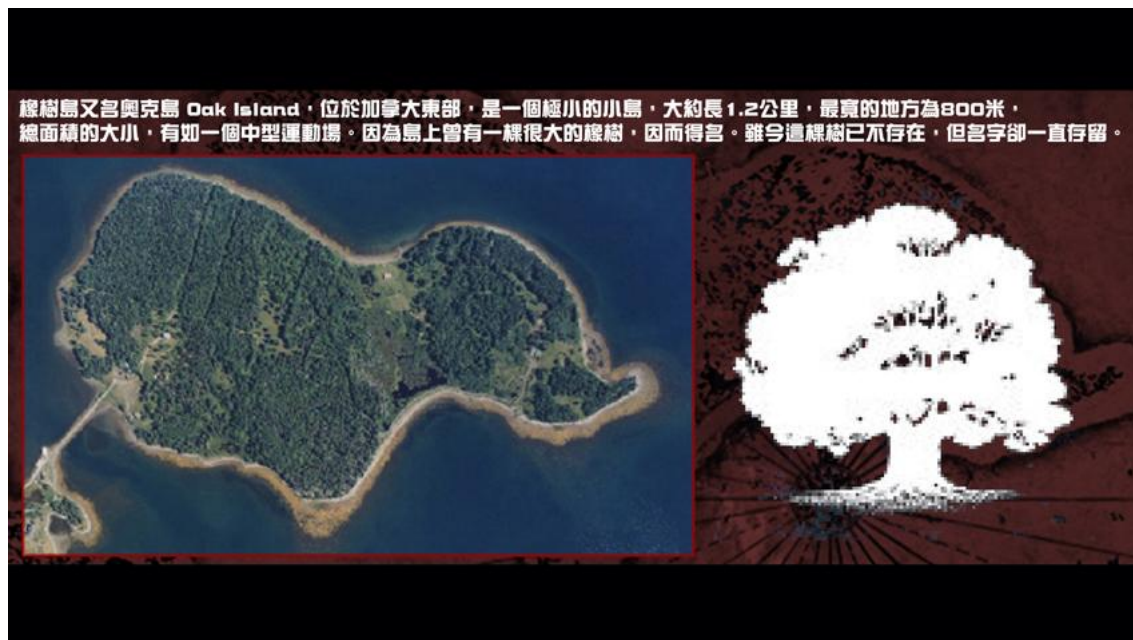 橡樹島又名奧克島 Oak Island，位於加拿大東部，是一個極小的小島，大約長1.2公里，最寬的地方為800米，
總面積的大小，有如一個中型運動場。因為島上曾有一棵很大的橡樹，因而得名。雖今這棵樹已不存在，但名字卻一直存留。